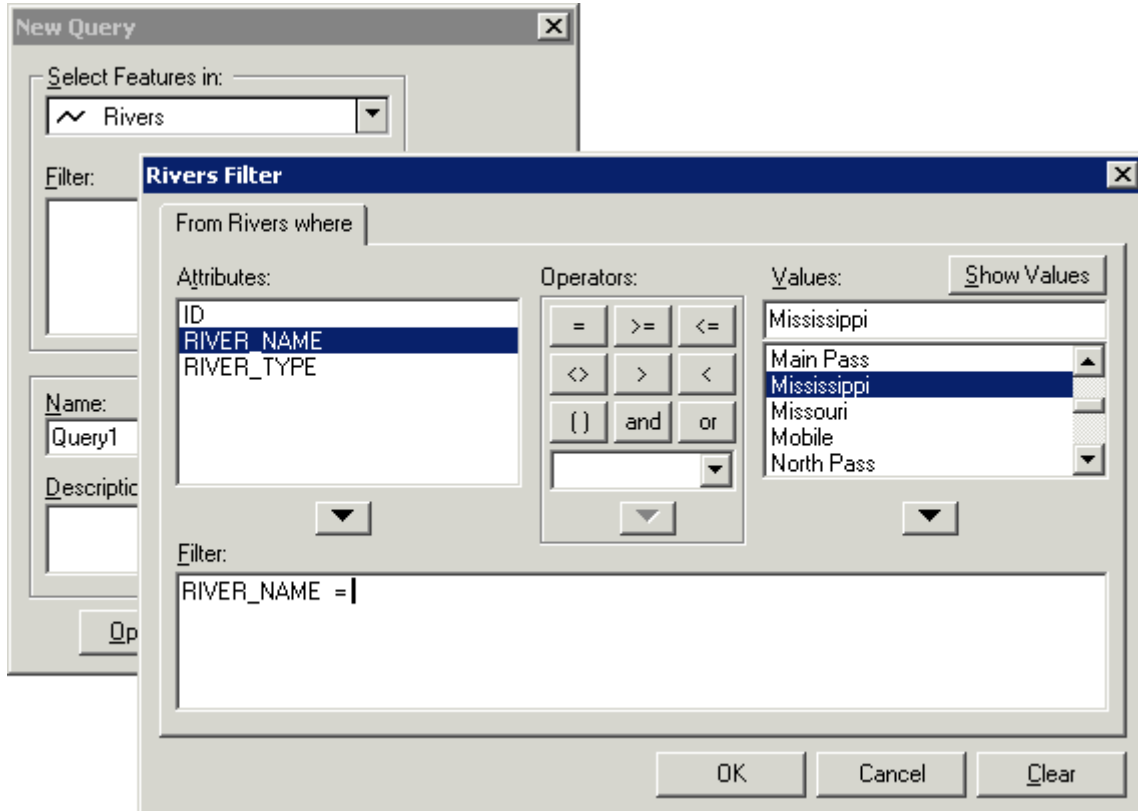 New Query
Select Features in:
Rivers
Filter:
Name:
Query1
Descriptio
Op
Rivers Filter
From Rivers where
Attributes:
ID
RIVER_NAME
RIVER_TYPE
Operators:
= >= <=
<> > <
( ) and or
Values:
Show Values
Mississippi
Main Pass
Mississippi
Missouri
Mobile
North Pass
Filter:
RIVER_NAME =
OK Cancel Clear